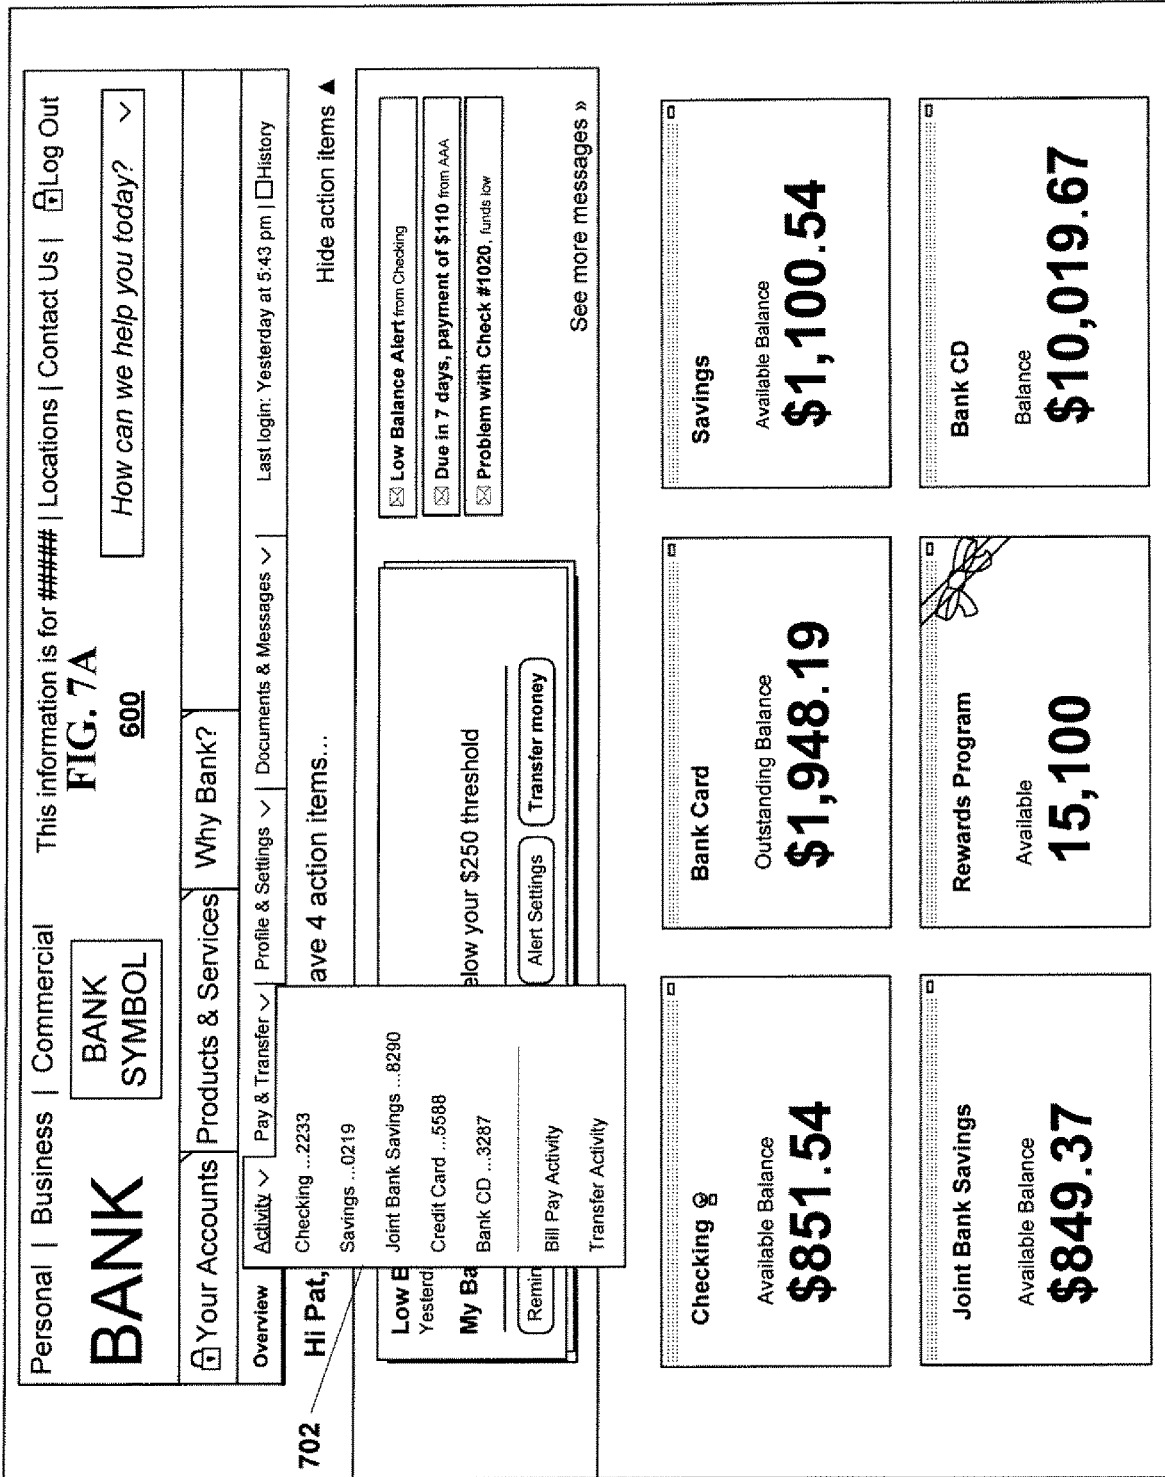 Personal | Business | Commercial This information is for ##### | Locations | Contact Us | Log Out
FIG. 7A
BANK
BANK
SYMBOL
600
How can we help you today?
Your Accounts Products & Services Why Bank?
Overview Activity Pay & Transfer | Profile & Settings | Documents & Messages | Last login: Yesterday at 5:43 pm | History
Checking ...2233
Savings ...0219
Joint Bank Savings ...8290
Credit Card ...5588
Bank CD ...3287
Bill Pay Activity
Transfer Activity
702
Hi Pat, ave 4 action items... Hide action items ▲
Low B
Yesterd
My Ba elow your $250 threshold
Remin Alert Settings Transfer money
Low Balance Alert from Checking
Due in 7 days, payment of $110 from AAA
Problem with Check #1020, funds low
See more messages »
Checking
Available Balance
$851.54
Bank Card
Outstanding Balance
$1,948.19
Savings
Available Balance
$1,100.54
Joint Bank Savings
Available Balance
$849.37
Rewards Program
Available
15,100
Bank CD
Balance
$10,019.67